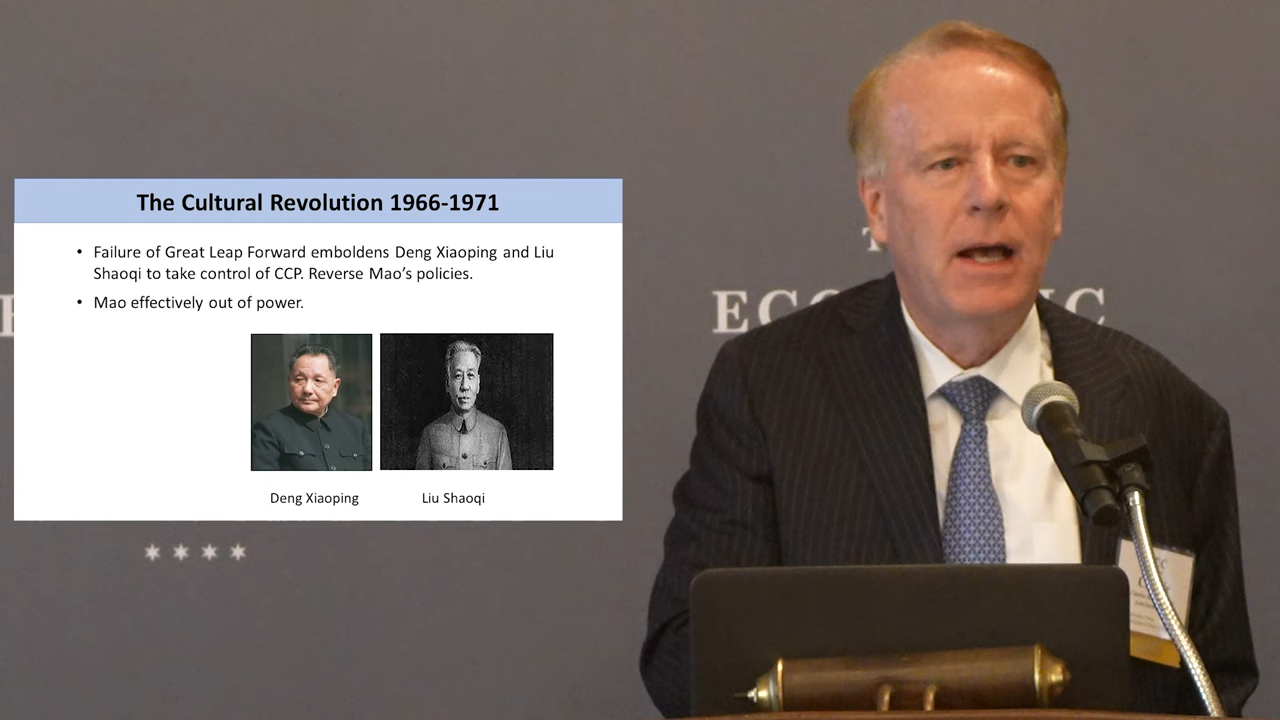 The Cultural Revolution 1966-1971
• Failure of Great Leap Forward emboldens Deng Xiaoping and Liu
Shaoqi to take control of CCP. Reverse Mao’s policies.
• Mao effectively out of power.
Deng Xiaoping
Liu Shaoqi